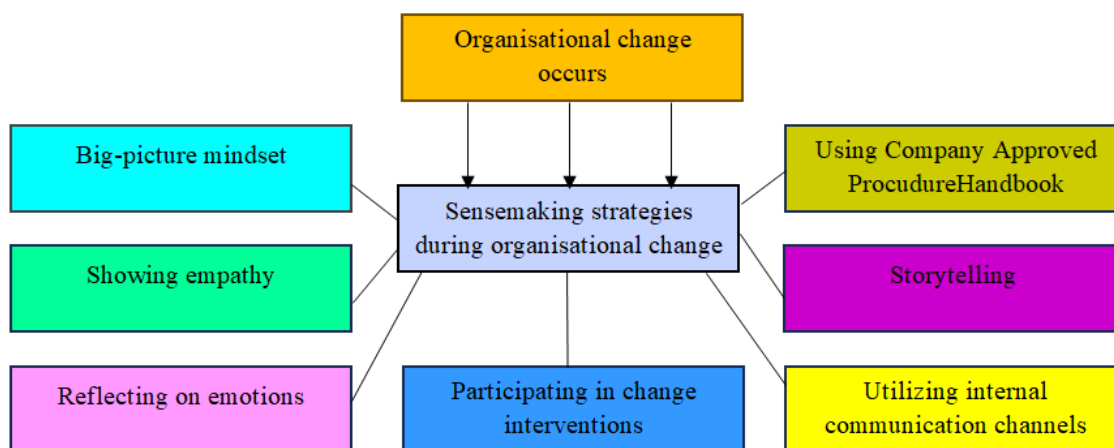 Organisational change
occurs
Big-picture mindset
Using Company Approved
ProcudureHandbook
Sensemaking strategies
during organisational change
Showing empathy
Storytelling
Reflecting on emotions
Participating in change
interventions
Utilizing internal
communication channels